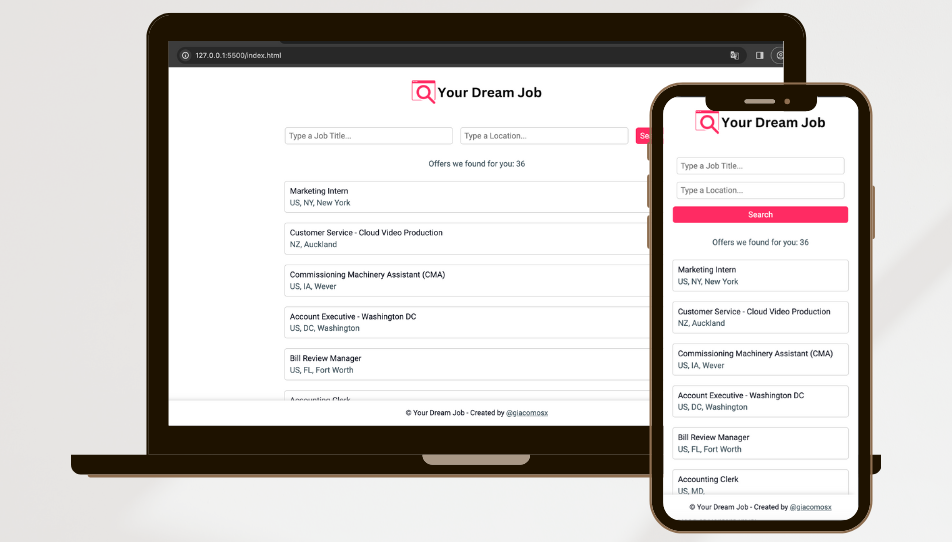 127.0.0.1:5500/index.html
Your Dream Job
Type a Job Title...
Type a Location...
Offers we found for you: 36
Marketing Intern
US, NY, New York
Customer Service - Cloud Video Production
NZ, Auckland
Commissioning Machinery Assistant (CMA)
US, IA, Wever
Account Executive - Washington DC
US, DC, Washington
Bill Review Manager
US, FL, Fort Worth
Accounting Clerk
© Your Dream Job - Created by @giacomosx
Your Dream Job
Type a Job Title...
Type a Location...
Search
Offers we found for you: 36
Marketing Intern
US, NY, New York
Customer Service - Cloud Video Production
NZ, Auckland
Commissioning Machinery Assistant (CMA)
US, IA, Wever
Account Executive - Washington DC
US, DC, Washington
Bill Review Manager
US, FL, Fort Worth
Accounting Clerk
US, MD,
© Your Dream Job - Created by @giacomosx